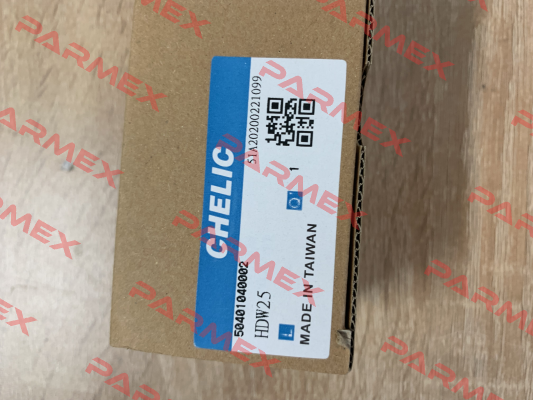 CHELIC
50401040002
HDW25
51A20200221099
1
MADE IN TAIWAN
PARMEX
PARMEX
PARMEX
PARMEX
PARMEX
PARMEX